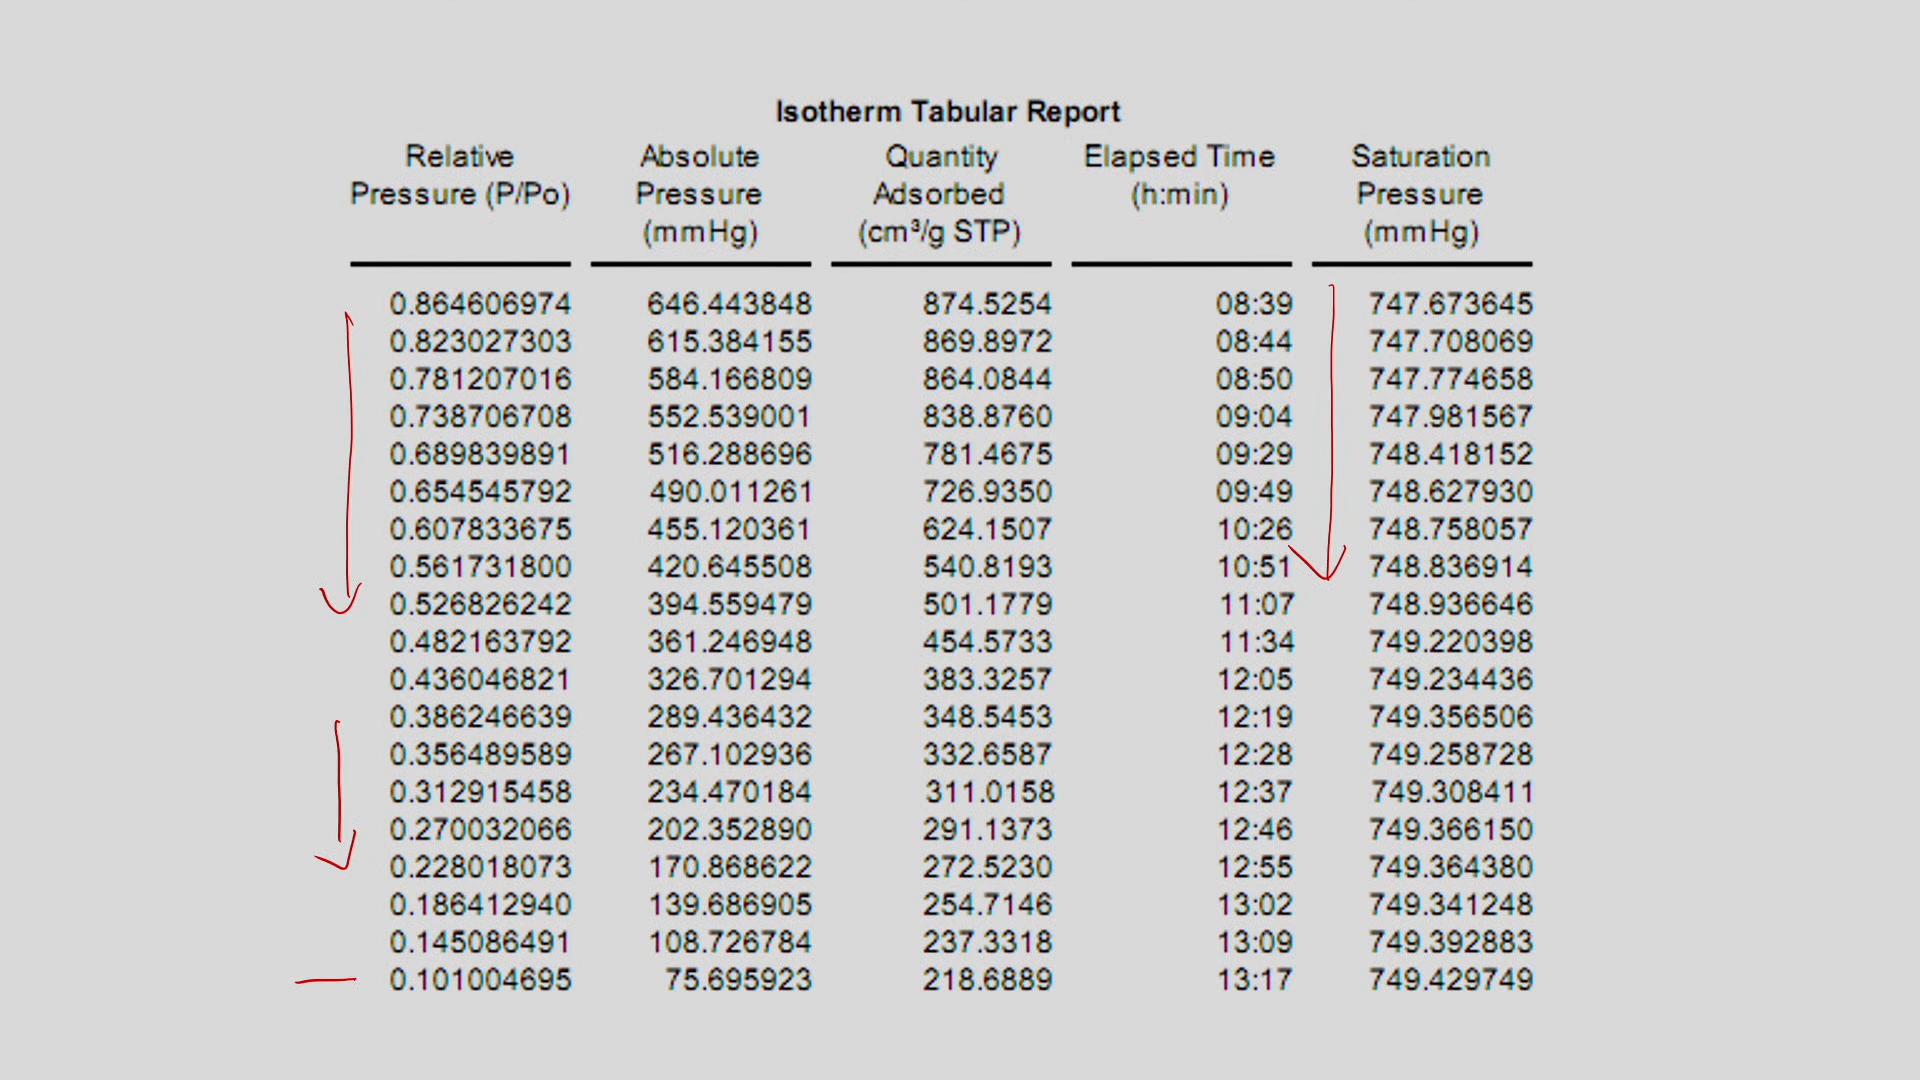 Isotherm Tabular Report
Relative Pressure (P/Po) Absolute Pressure (mmHg) Quantity Adsorbed (cm³/g STP) Elapsed Time (h:min) Saturation Pressure (mmHg)
0.864606974 646.443848 874.5254 08:39 747.673645
0.823027303 615.384155 869.8972 08:44 747.708069
0.781207016 584.166809 864.0844 08:50 747.774658
0.738706708 552.539001 838.8760 09:04 747.981567
0.689839891 516.288696 781.4675 09:29 748.418152
0.654545792 490.011261 726.9350 09:49 748.627930
0.607833675 455.120361 624.1507 10:26 748.758057
0.561731800 420.645508 540.8193 10:51 748.836914
0.526826242 394.559479 501.1779 11:07 748.936646
0.482163792 361.246948 454.5733 11:34 749.220398
0.436046821 326.701294 383.3257 12:05 749.234436
0.386246639 289.436432 348.5453 12:19 749.356506
0.356489589 267.102936 332.6587 12:28 749.258728
0.312915458 234.470184 311.0158 12:37 749.308411
0.270032066 202.352890 291.1373 12:46 749.366150
0.228018073 170.868622 272.5230 12:55 749.364380
0.186412940 139.686905 254.7146 13:02 749.341248
0.145086491 108.726784 237.3318 13:09 749.392883
0.101004695 75.695923 218.6889 13:17 749.429749